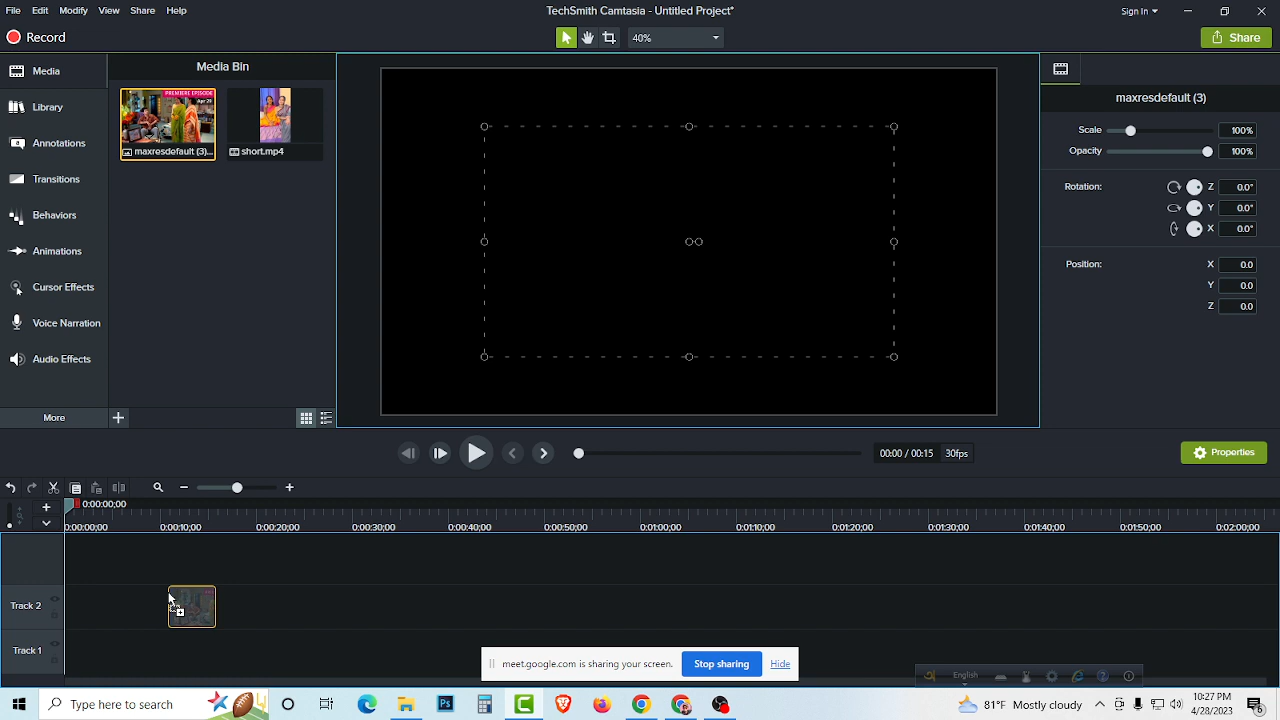 File Edit Modify View Share Help
TechSmith Camtasia - Untitled Project*
Sign In
Record
40%
Share
Media
Library
Annotations
Transitions
Behaviors
Animations
Cursor Effects
Voice Narration
Audio Effects
More
Media Bin
PREMIERE EPISODE
Apr 29
maxresdefault (3)...
short.mp4
maxresdefault (3)
Scale 100%
Opacity 100%
Rotation: Z 0.0°
Y 0.0°
X 0.0°
Position: X 0.0
Y 0.0
Z 0.0
00:00 / 00:15 30fps
Properties
0:00:00;00
0:00:00;00 0:00:10;00 0:00:20;00 0:00:30;00 0:00:40;00 0:00:50;00 0:01:00;00 0:01:10;00 0:01:20;00 0:01:30;00 0:01:40;00 0:01:50;00 0:02:00;00
Track 2
Track 1
meet.google.com is sharing your screen. Stop sharing Hide
English
Type here to search
Ps
81°F Mostly cloudy
10:27 PM
4/28/2023
6